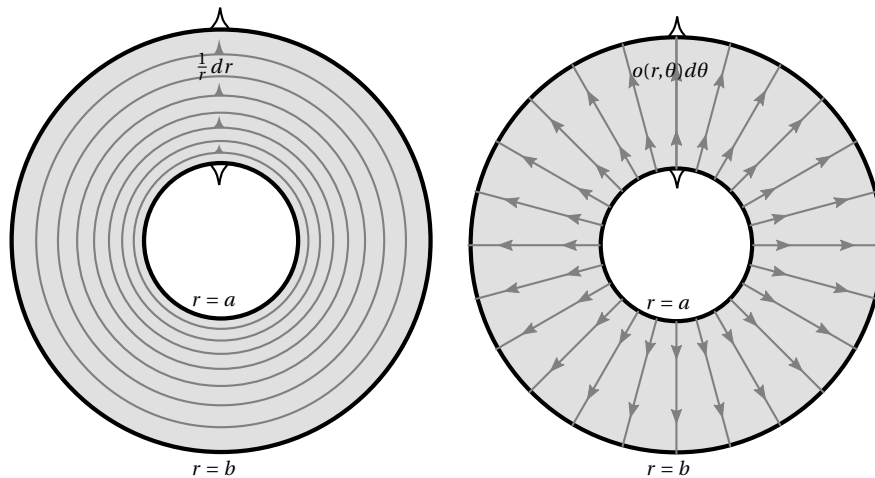 1/r dr
r = a
r = b
o(r,θ)dθ
r = a
r = b